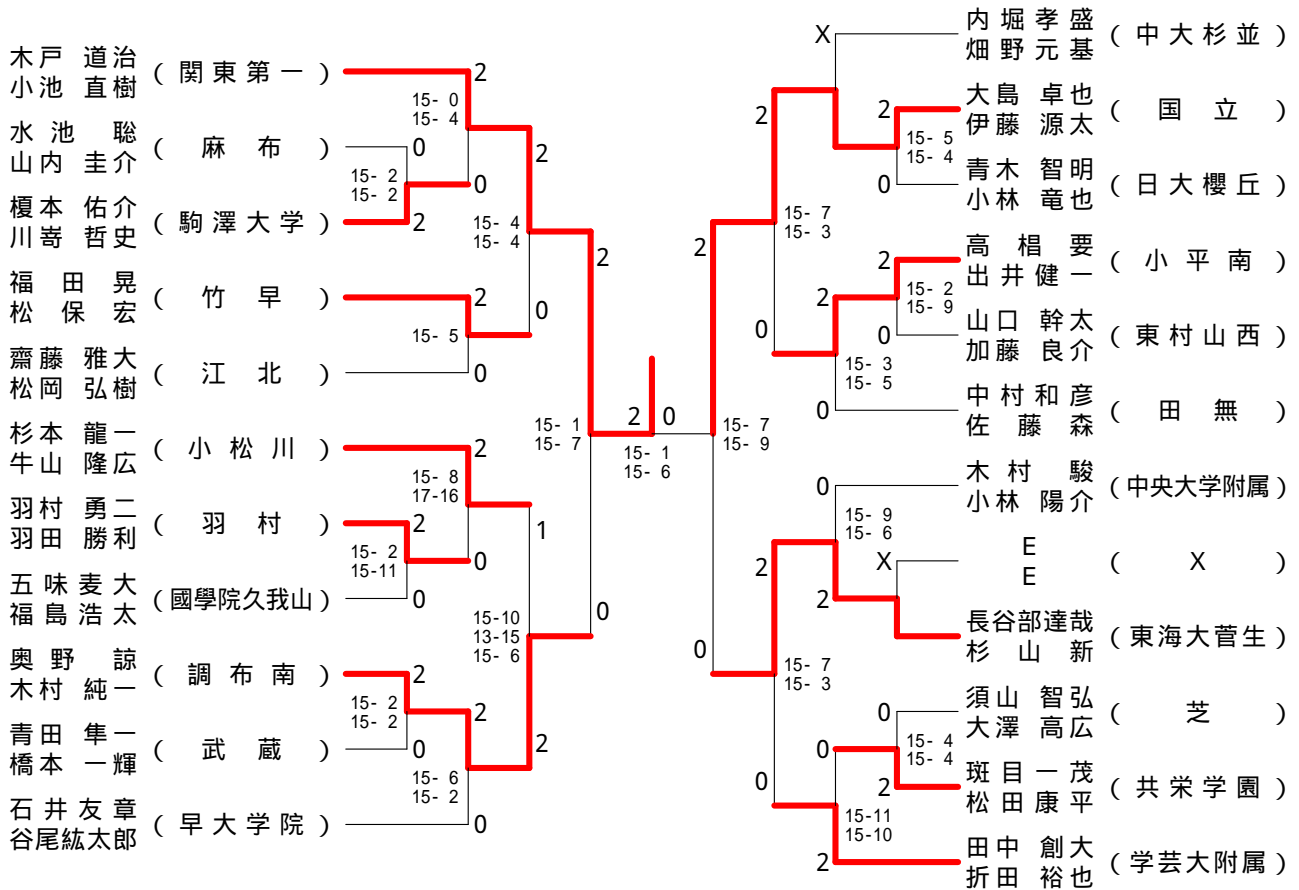 木戸 道治
小池 直樹
( 関東第一 )
2
15- 0
15- 4
水池 聡
山内 圭介
( 麻布 )
0
15- 2
15- 2
0
榎本 佑介
川嵜 哲史
( 駒澤大学 )
2
2
15- 4
15- 4
福田 晃
松保 宏
( 竹早 )
2
15- 5
0
齋藤 雅大
松岡 弘樹
( 江北 )
0
2
15- 1
15- 7
杉本 龍一
牛山 隆広
( 小松川 )
2
15- 8
17-16
羽村 勇二
羽田 勝利
( 羽村 )
2
15- 2
15-11
0
五味麦大
福島浩太
( 國學院久我山 )
0
1
15-10
13-15
15- 6
0
奥野 諒
木村 純一
( 調布南 )
2
15- 2
15- 2
2
青田 隼一
橋本 一輝
( 武蔵 )
0
15- 6
15- 2
2
石井友章
谷尾紘太郎
( 早大学院 )
0
2 0
15- 1
15- 6
X
内堀孝盛
畑野元基
( 中大杉並 )
2
2
15- 5
15- 4
大島 卓也
伊藤 源太
( 国立 )
0
青木 智明
小林 竜也
( 日大櫻丘 )
2
15- 7
15- 3
2
15- 2
15- 9
高椙要
出井健一
( 小平南 )
2
0
0
山口 幹太
加藤 良介
( 東村山西 )
15- 3
15- 5
0
中村和彦
佐藤森
( 田無 )
15- 7
15- 9
0
木村 駿
小林 陽介
( 中央大学附属 )
15- 9
15- 6
2
X
E
E
( X )
2
長谷部達哉
杉山新
( 東海大菅生 )
0
15- 7
15- 3
0
須山 智弘
大澤 高広
( 芝 )
15- 4
15- 4
0
2
斑目一茂
松田康平
( 共栄学園 )
0
15-11
15-10
2
田中 創大
折田 裕也
( 学芸大附属 )